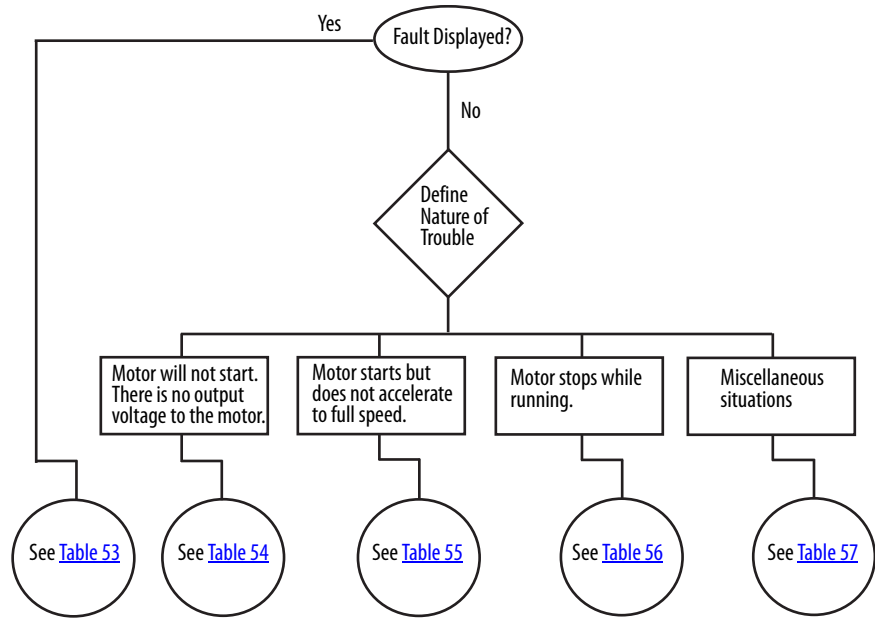 Yes
Fault Displayed?
No
Define
Nature of
Trouble
Motor will not start.
There is no output
voltage to the motor.
Motor starts but
does not accelerate
to full speed.
Motor stops while
running.
Miscellaneous
situations
See Table 53
See Table 54
See Table 55
See Table 56
See Table 57